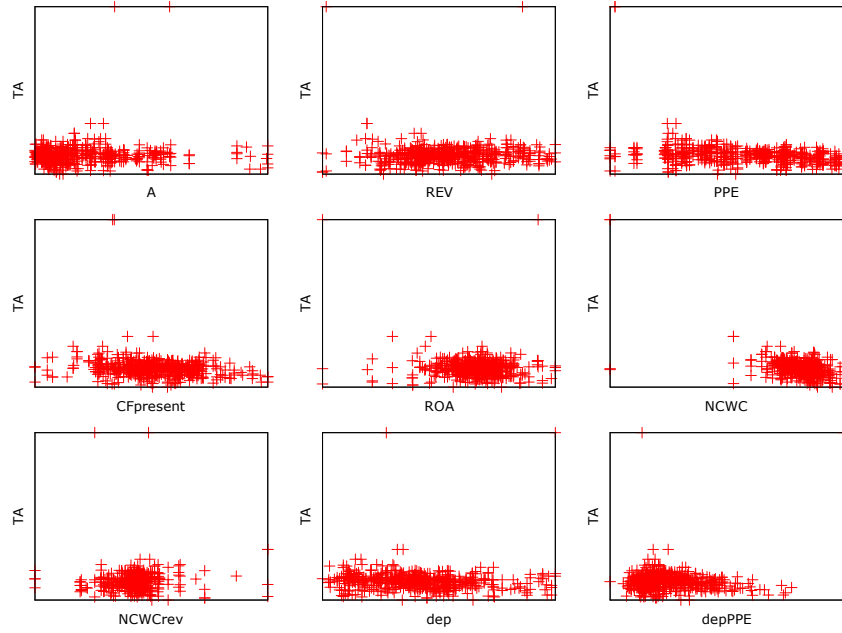 TA
A
TA
REV
TA
PPE
TA
CFpresent
TA
ROA
TA
NCWC
TA
NCWCrev
TA
dep
TA
depPPE